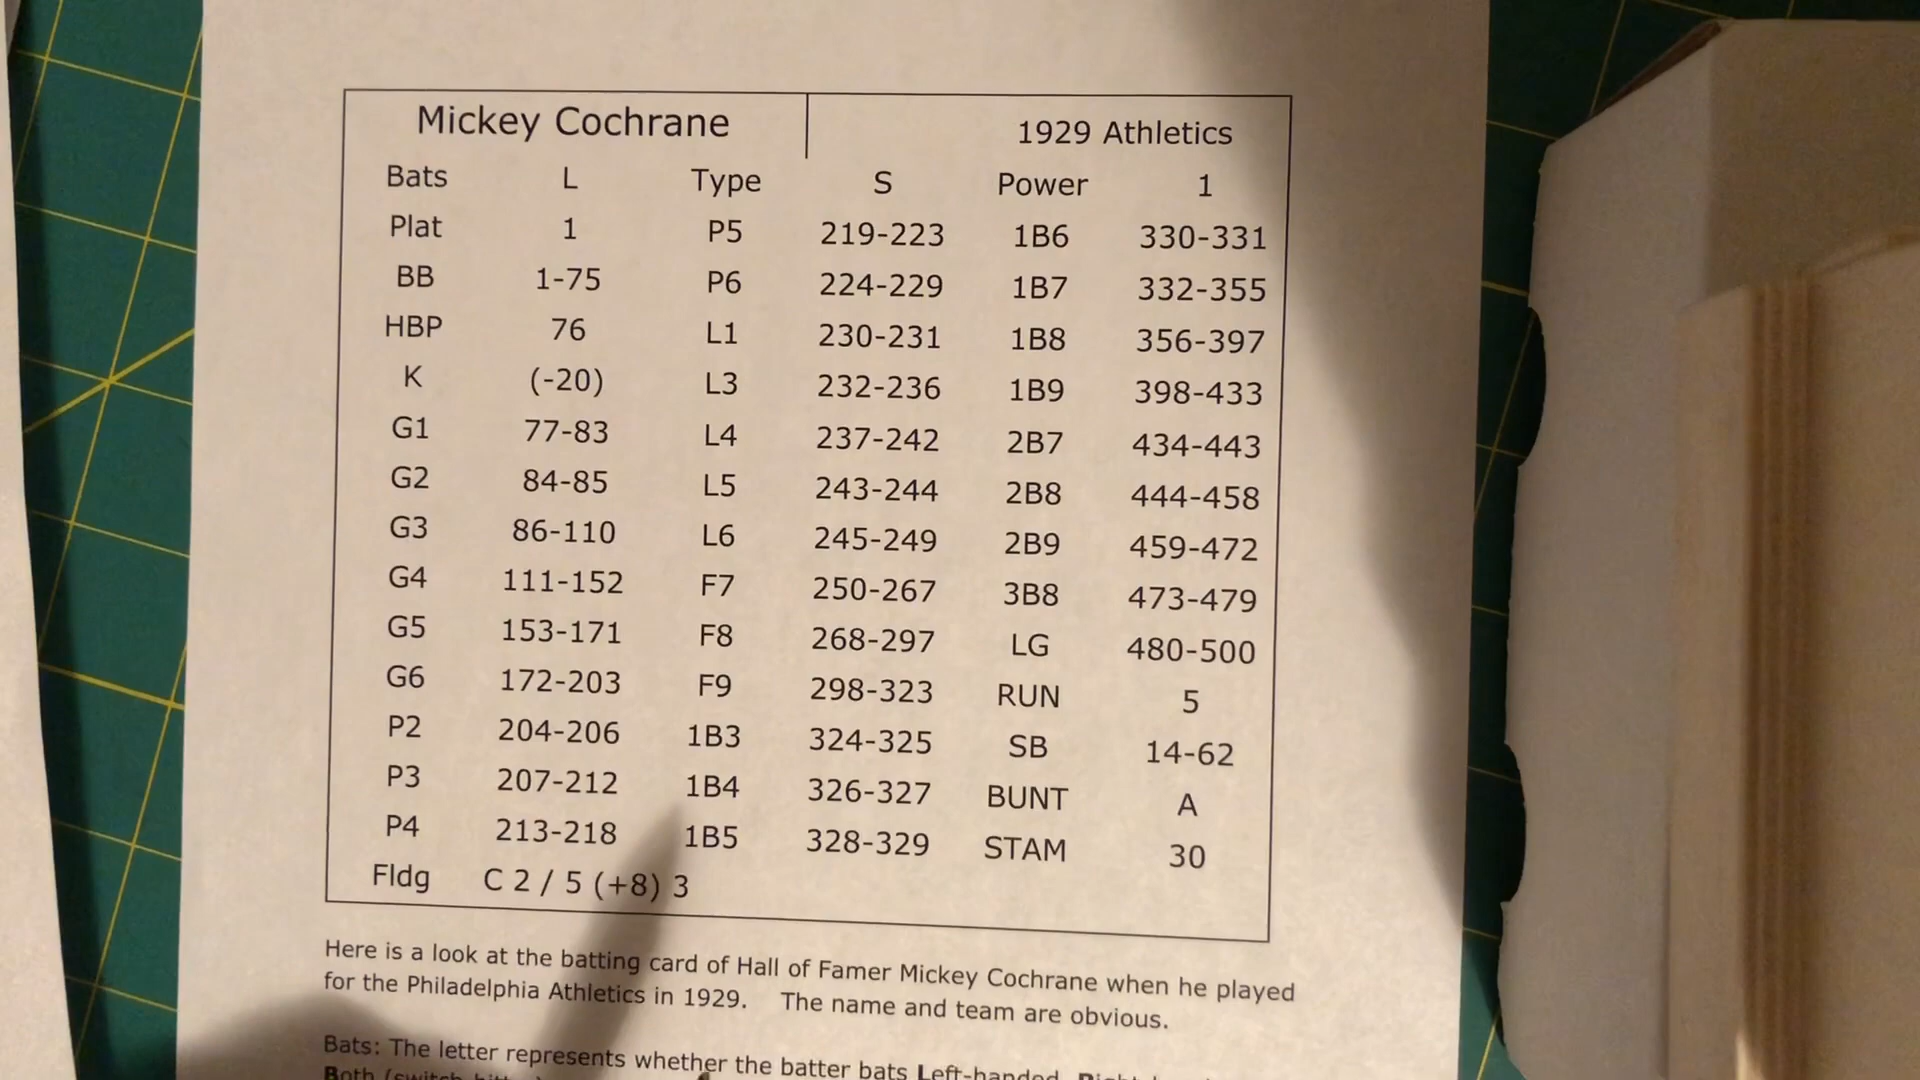 Mickey Cochrane 1929 Athletics
Bats L Type S Power 1
Plat 1 P5 219-223 1B6 330-331
BB 1-75 P6 224-229 1B7 332-355
HBP 76 L1 230-231 1B8 356-397
K (-20) L3 232-236 1B9 398-433
G1 77-83 L4 237-242 2B7 434-443
G2 84-85 L5 243-244 2B8 444-458
G3 86-110 L6 245-249 2B9 459-472
G4 111-152 F7 250-267 3B8 473-479
G5 153-171 F8 268-297 LG 480-500
G6 172-203 F9 298-323 RUN 5
P2 204-206 1B3 324-325 SB 14-62
P3 207-212 1B4 326-327 BUNT A
P4 213-218 1B5 328-329 STAM 30
Fldg C 2 / 5 (+8) 3
Here is a look at the batting card of Hall of Famer Mickey Cochrane when he played
for the Philadelphia Athletics in 1929. The name and team are obvious.
Bats: The letter represents whether the batter bats Left-handed,
Both (switch